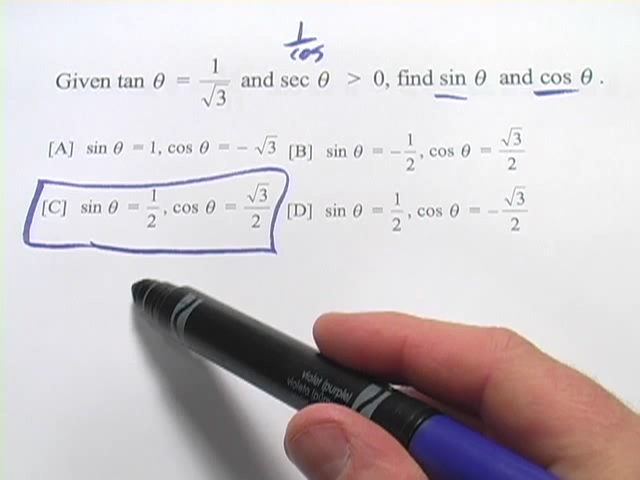 1/cos
Given tan θ = 1/√3 and sec θ > 0, find sin θ and cos θ.
[A] sin θ = 1, cos θ = − √3 [B] sin θ = −1/2, cos θ = √3/2
[C] sin θ = 1/2, cos θ = √3/2 [D] sin θ = 1/2, cos θ = −√3/2
violet (purple)